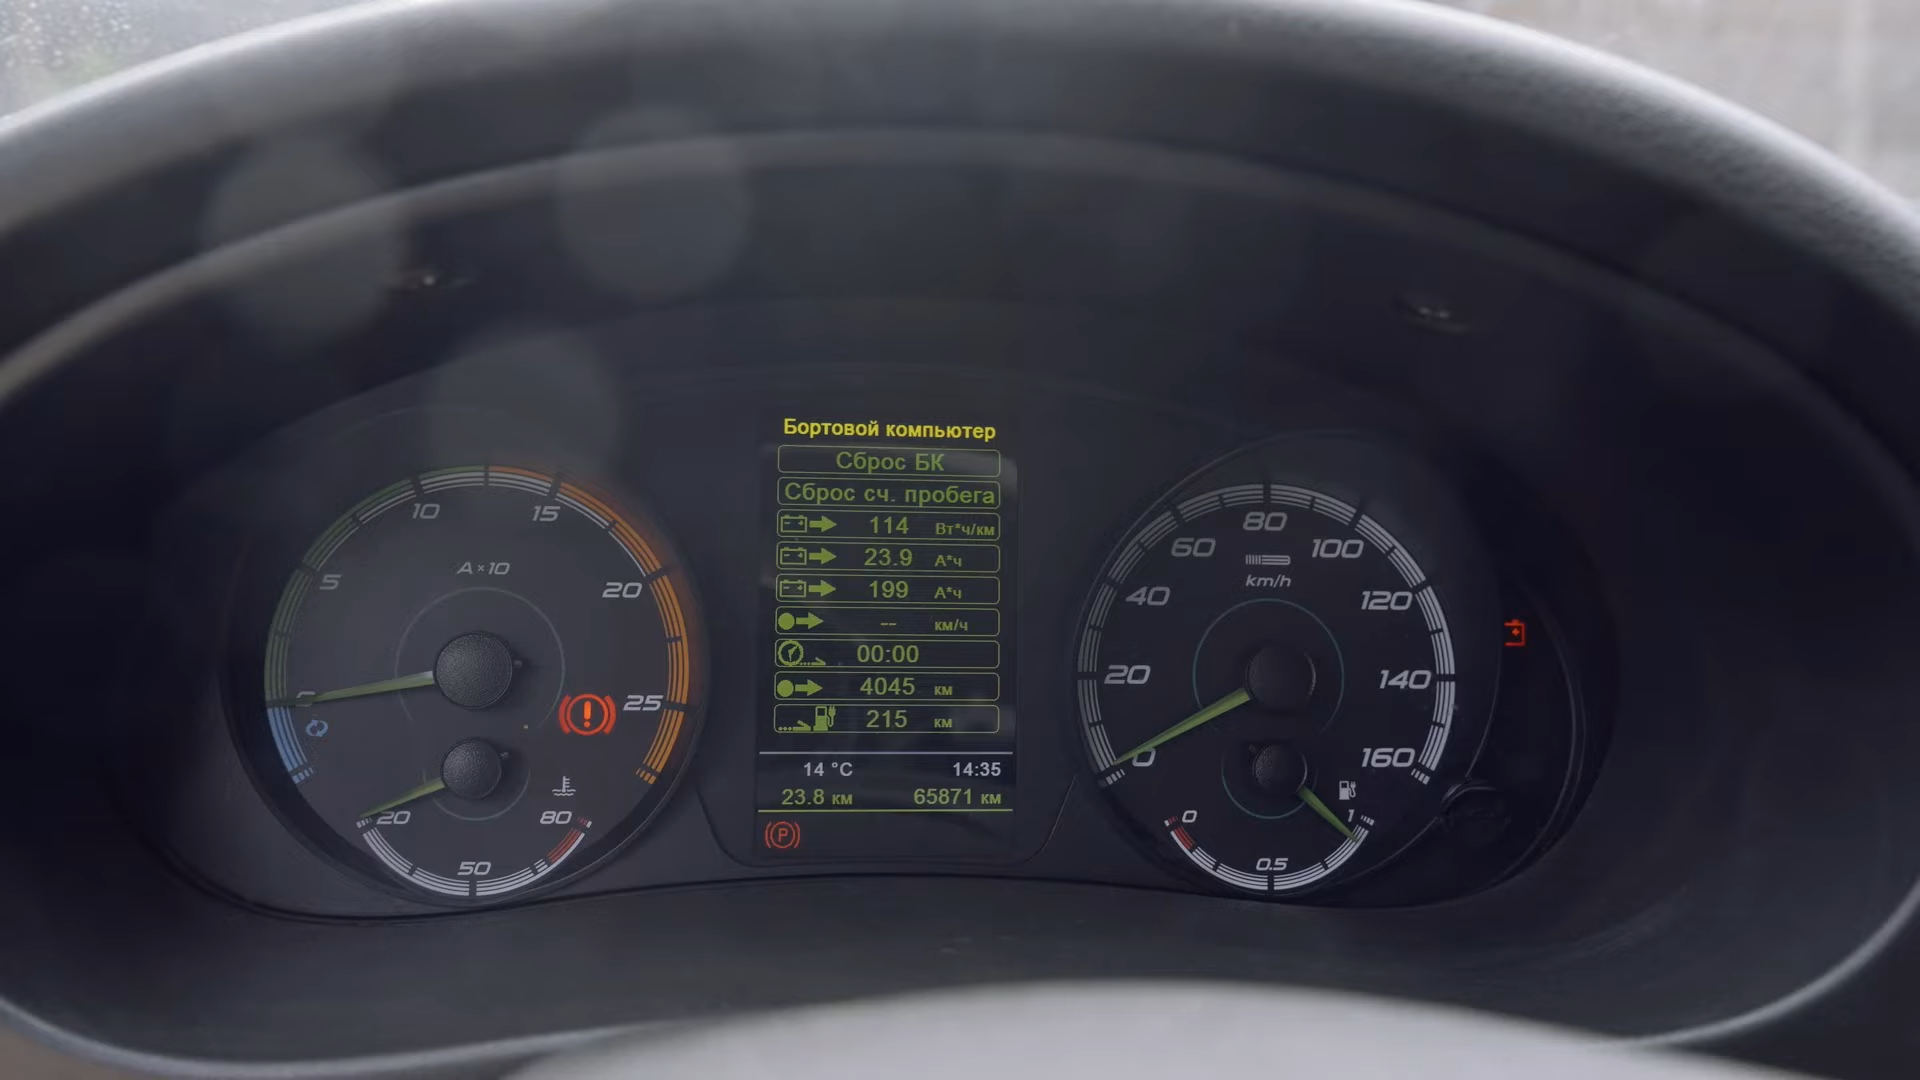 Бортовой компьютер
Сброс БК
Сброс сч. пробега
114 Вт*ч/км
23.9 А*ч
199 А*ч
-- км/ч
00:00
4045 км
215 км
14 °C 14:35
23.8 км 65871 км
P
0 5 10 15 20 25
A×10
20 50 80
0 20 40 60 80 100 120 140 160
km/h
0 0.5 1